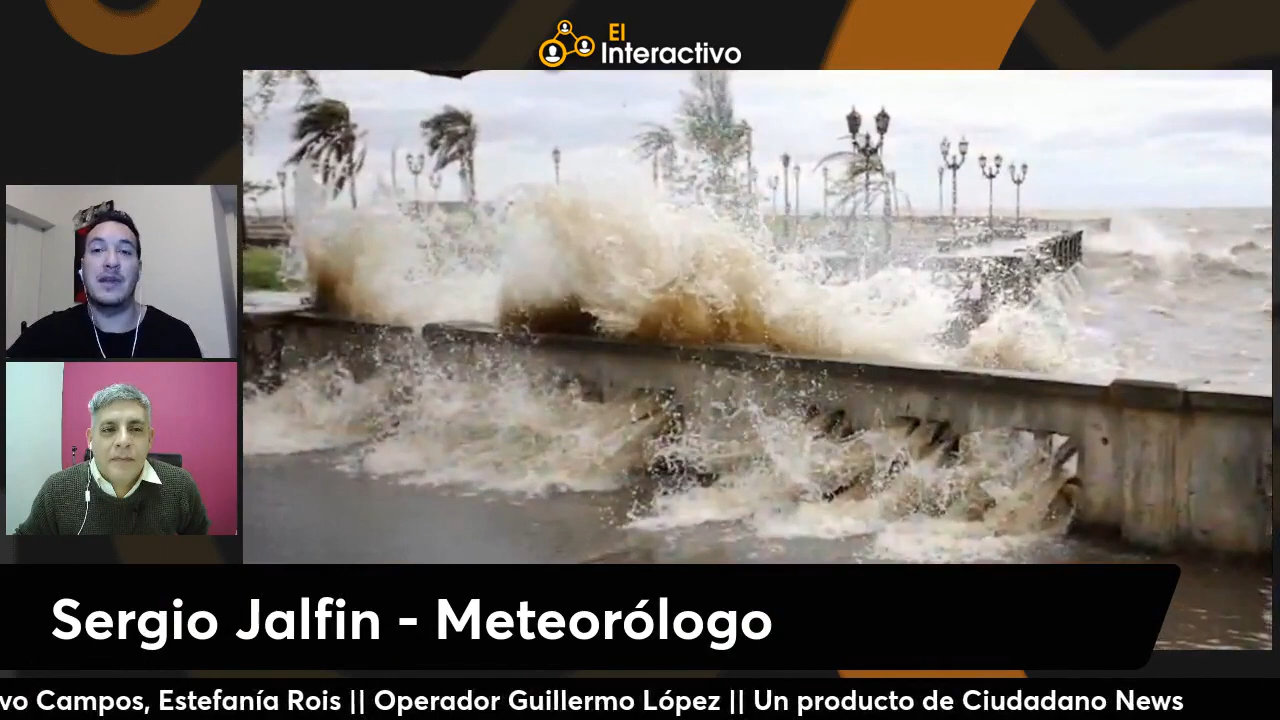 El
Interactivo
Sergio Jalfin - Meteorólogo
vo Campos, Estefanía Rois || Operador Guillermo López || Un producto de Ciudadano News